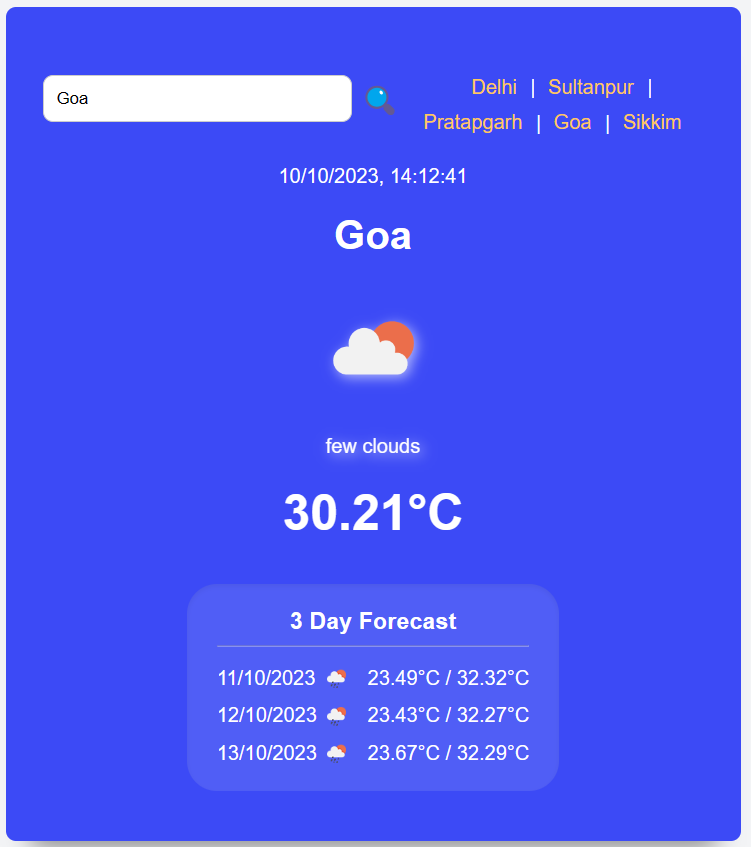 Goa
Delhi | Sultanpur |
Pratapgarh | Goa | Sikkim
10/10/2023, 14:12:41
Goa
few clouds
30.21°C
3 Day Forecast
11/10/2023 23.49°C / 32.32°C
12/10/2023 23.43°C / 32.27°C
13/10/2023 23.67°C / 32.29°C